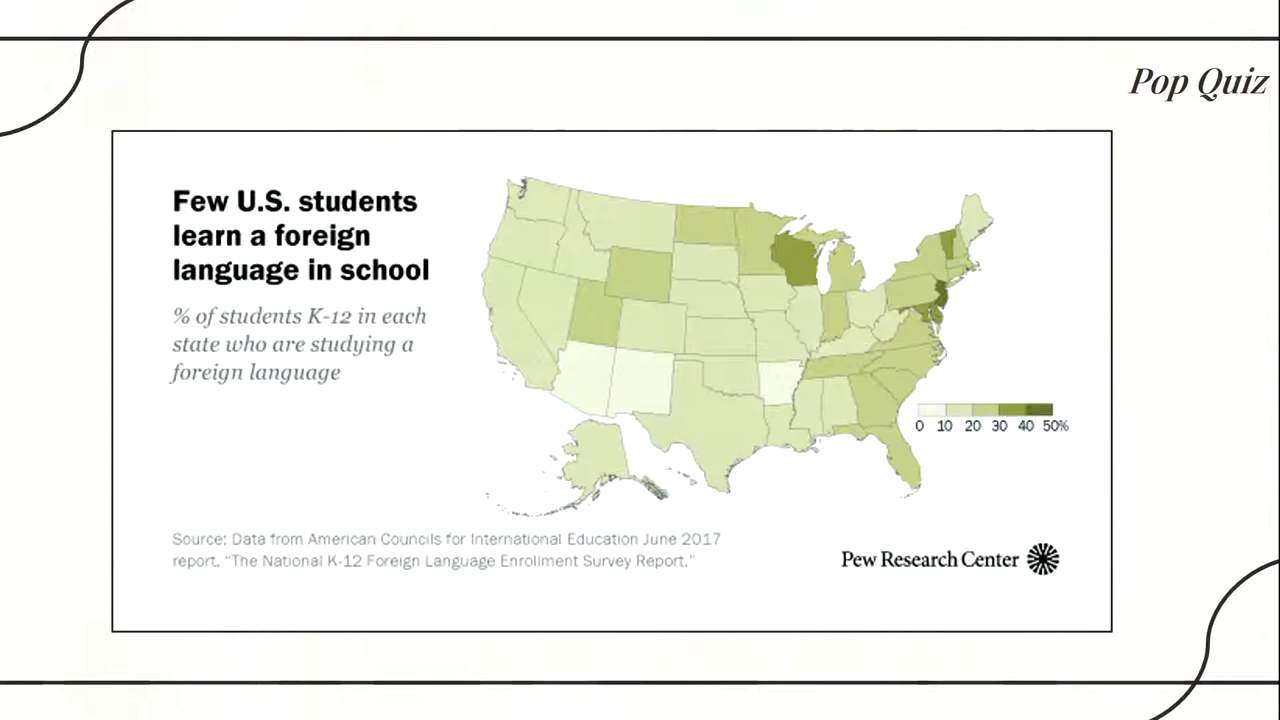 Pop Quiz
Few U.S. students
learn a foreign
language in school
% of students K-12 in each
state who are studying a
foreign language
0 10 20 30 40 50%
Source: Data from American Councils for International Education June 2017
report, “The National K-12 Foreign Language Enrollment Survey Report.”
Pew Research Center